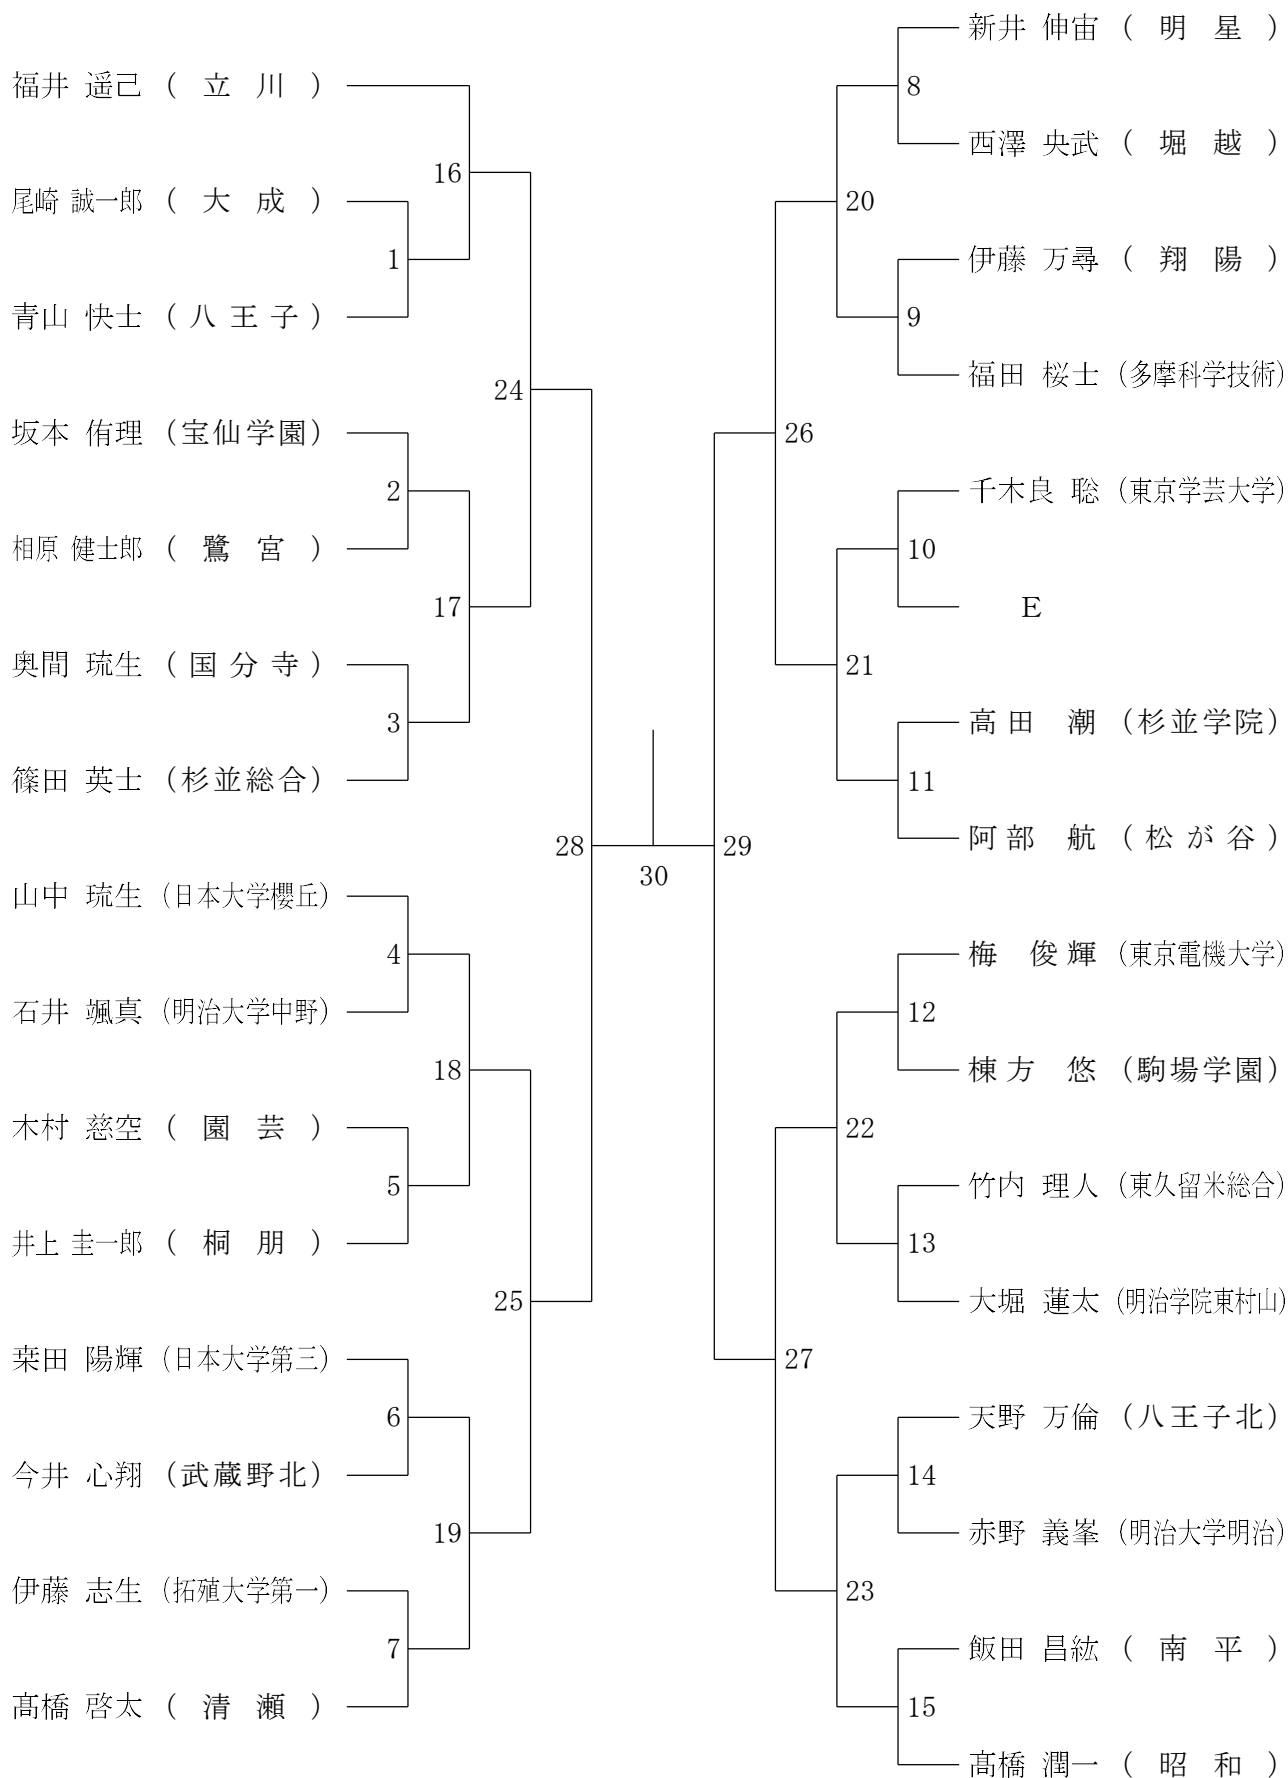 福井 遥己 ( 立 川 )
16
尾崎 誠一郎 ( 大 成 )
1
青山 快士 ( 八 王 子 )
24
坂本 侑理 (宝仙学園)
2
相原 健士郎 ( 鷺 宮 )
17
奥間 琉生 ( 国 分 寺 )
3
篠田 英士 (杉並総合)
28
山中 琉生 (日本大学櫻丘)
4
石井 颯真 (明治大学中野)
18
木村 慈空 ( 園 芸 )
5
井上 圭一郎 ( 桐 朋 )
25
桒田 陽輝 (日本大学第三)
6
今井 心翔 (武蔵野北)
19
伊藤 志生 (拓殖大学第一)
7
髙橋 啓太 ( 清 瀬 )
30
新井 伸宙 ( 明 星 )
8
西澤 央武 ( 堀 越 )
20
伊藤 万尋 ( 翔 陽 )
9
福田 桜士 (多摩科学技術)
26
千木良 聡 (東京学芸大学)
10
E
21
高田 潮 (杉並学院)
11
阿部 航 ( 松 が 谷 )
29
梅 俊輝 (東京電機大学)
12
棟方 悠 (駒場学園)
22
竹内 理人 (東久留米総合)
13
大堀 蓮太 (明治学院東村山)
27
天野 万倫 (八王子北)
14
赤野 義峯 (明治大学明治)
23
飯田 昌紘 ( 南 平 )
15
髙橋 潤一 ( 昭 和 )